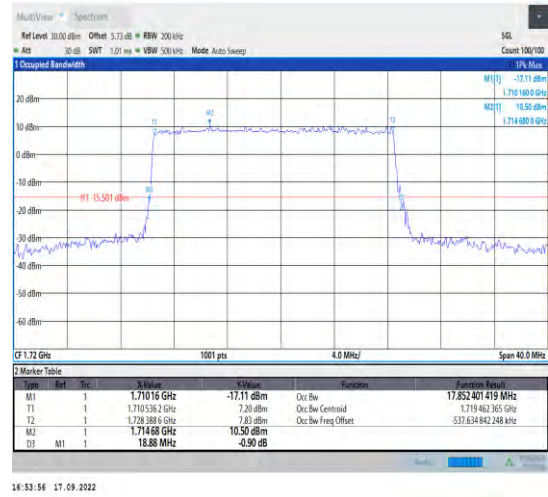 MultiView Spectrum
Ref Level 30.00 dBm Offset 5.73 dB RBW 200 kHz SGL
Att 30 dB SWT 1.01 ms VBW 500 kHz Mode Auto Sweep Count 100/100
1 Occupied Bandwidth 1Pk Max
M1[1] -17.11 dBm
1.710 160 0 GHz
M2[1] 10.50 dBm
1.714 680 0 GHz
20 dBm
T1 M2 T2
10 dBm
0 dBm
-10 dBm
M1
H1 -15.501 dBm
-20 dBm
-30 dBm
-40 dBm
-50 dBm
-60 dBm
CF 1.72 GHz 1001 pts 4.0 MHz/ Span 40.0 MHz
2 Marker Table
Type Ref Trc X-Value Y-Value Function Function Result
M1 1 1.71016 GHz -17.11 dBm Occ Bw 17.852 401 419 MHz
T1 1 1.710 536 2 GHz 7.20 dBm Occ Bw Centroid 1.719 462 365 GHz
T2 1 1.728 388 6 GHz 7.83 dBm Occ Bw Freq Offset -537.634 842 248 kHz
M2 1 1.714 68 GHz 10.50 dBm
D3 M1 1 18.88 MHz -0.90 dB
16:53:56 17.09.2022